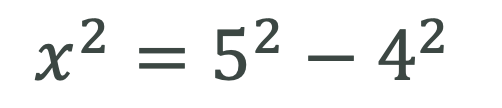 x² = 5² − 4²